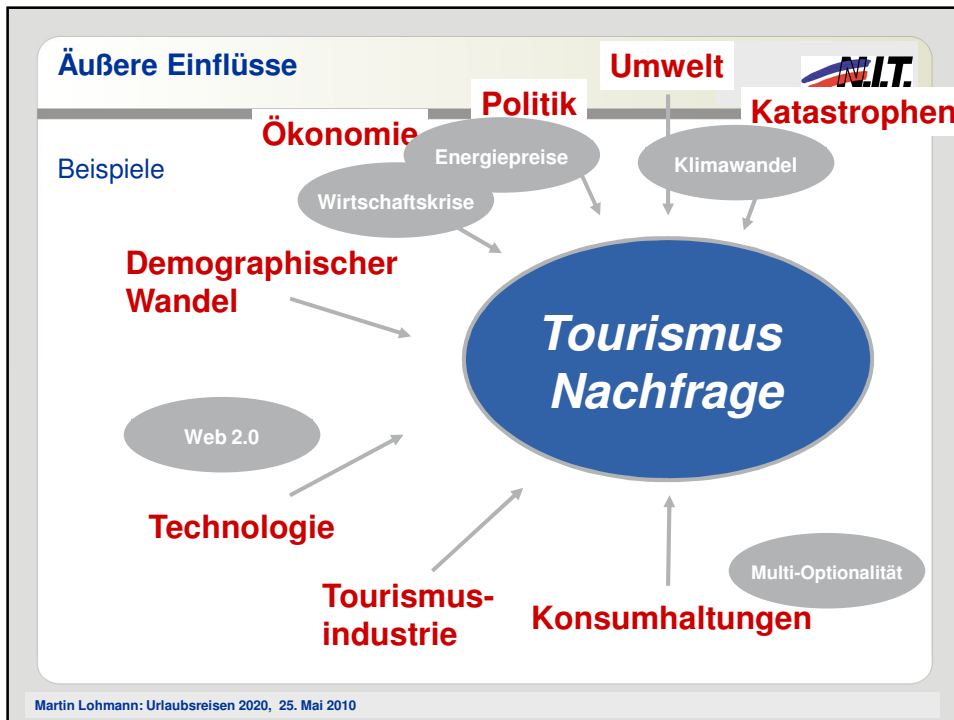 Äußere Einflüsse
Umwelt
N.I.T.
Politik
Katastrophen
Ökonomie
Energiepreise
Klimawandel
Beispiele
Wirtschaftskrise
Demographischer
Wandel
Tourismus
Nachfrage
Web 2.0
Technologie
Multi-Optionalität
Tourismus-
industrie
Konsumhaltungen
Martin Lohmann: Urlaubsreisen 2020, 25. Mai 2010